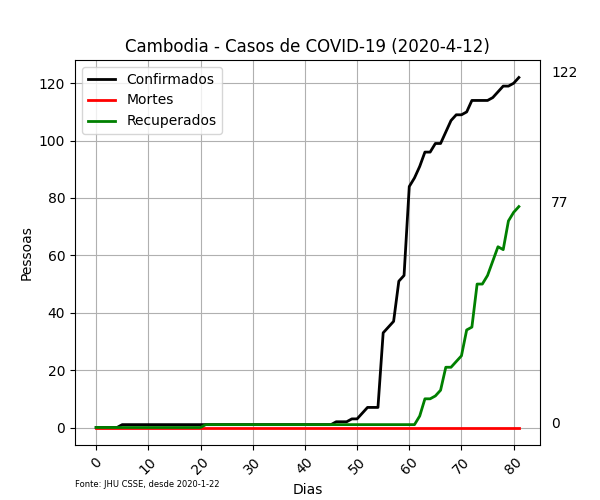 Cambodia - Casos de COVID-19 (2020-4-12)
Confirmados
Mortes
Recuperados
122
77
0
Pessoas
120
100
80
60
40
20
0
0 10 20 30 40 50 60 70 80
Fonte: JHU CSSE, desde 2020-1-22
Dias